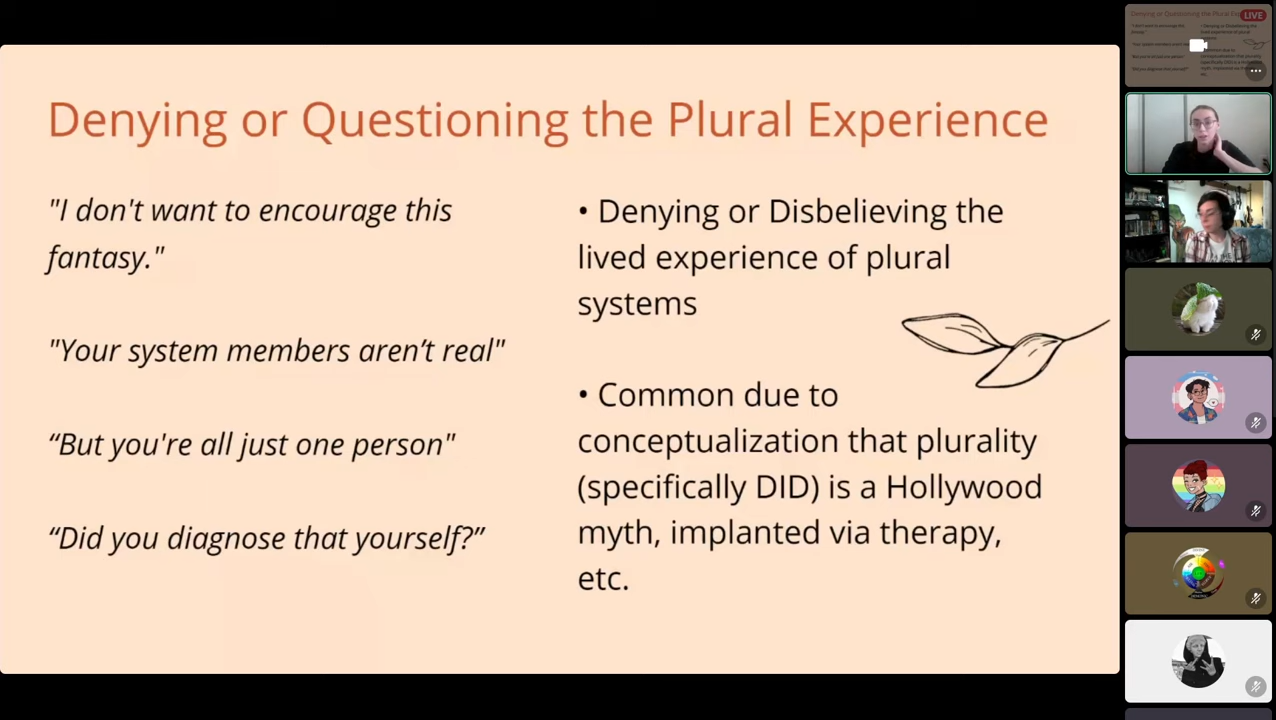 Denying or Questioning the Plural Experience
"I don't want to encourage this
fantasy."
"Your system members aren’t real"
“But you're all just one person"
“Did you diagnose that yourself?”
• Denying or Disbelieving the
lived experience of plural
systems
• Common due to
conceptualization that plurality
(specifically DID) is a Hollywood
myth, implanted via therapy,
etc.
LIVE